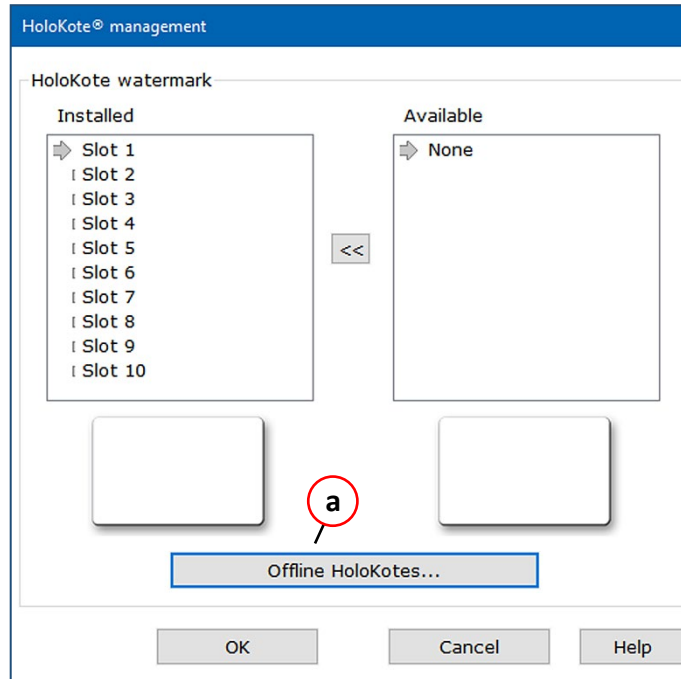 HoloKote® management
HoloKote watermark
Installed
Available
Slot 1
Slot 2
Slot 3
Slot 4
Slot 5
Slot 6
Slot 7
Slot 8
Slot 9
Slot 10
<<
None
a
Offline HoloKotes...
OK
Cancel
Help